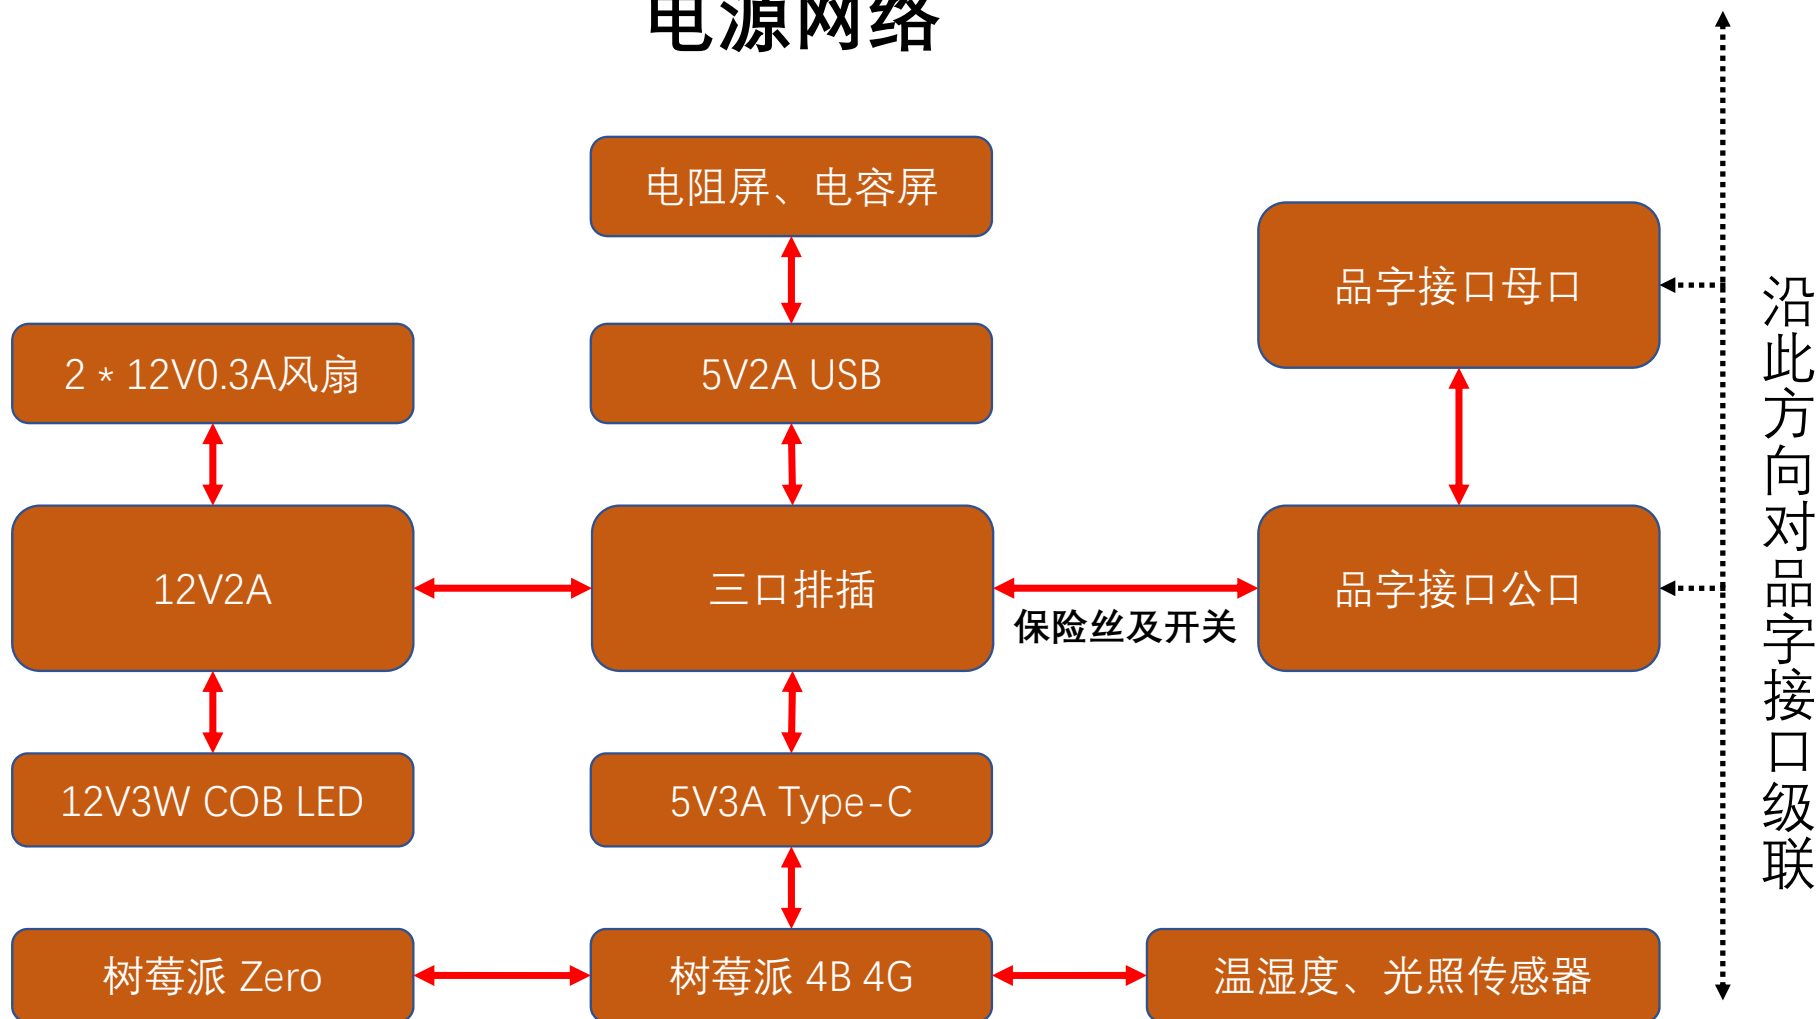 电源网络
电阻屏、电容屏
品字接口母口
2 * 12V0.3A风扇
5V2A USB
12V2A
三口排插
品字接口公口
保险丝及开关
12V3W COB LED
5V3A Type-C
树莓派 Zero
树莓派 4B 4G
温湿度、光照传感器
沿此方向对品字接口级联